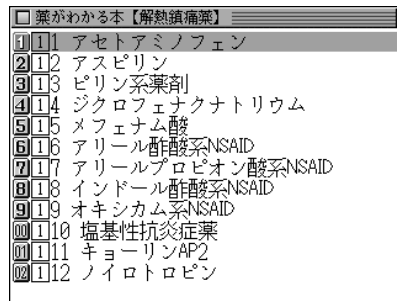 薬がわかる本【解熱鎮痛薬】
1 1 1 アセトアミノフェン
2 1 2 アスピリン
3 1 3 ピリン系薬剤
4 1 4 ジクロフェナクナトリウム
5 1 5 メフェナム酸
6 1 6 アリール酢酸系NSAID
7 1 7 アリールプロピオン酸系NSAID
8 1 8 インドール酢酸系NSAID
9 1 9 オキシカム系NSAID
00 1 10 塩基性抗炎症薬
01 1 11 キョーリンAP2
02 1 12 ノイロトロピン